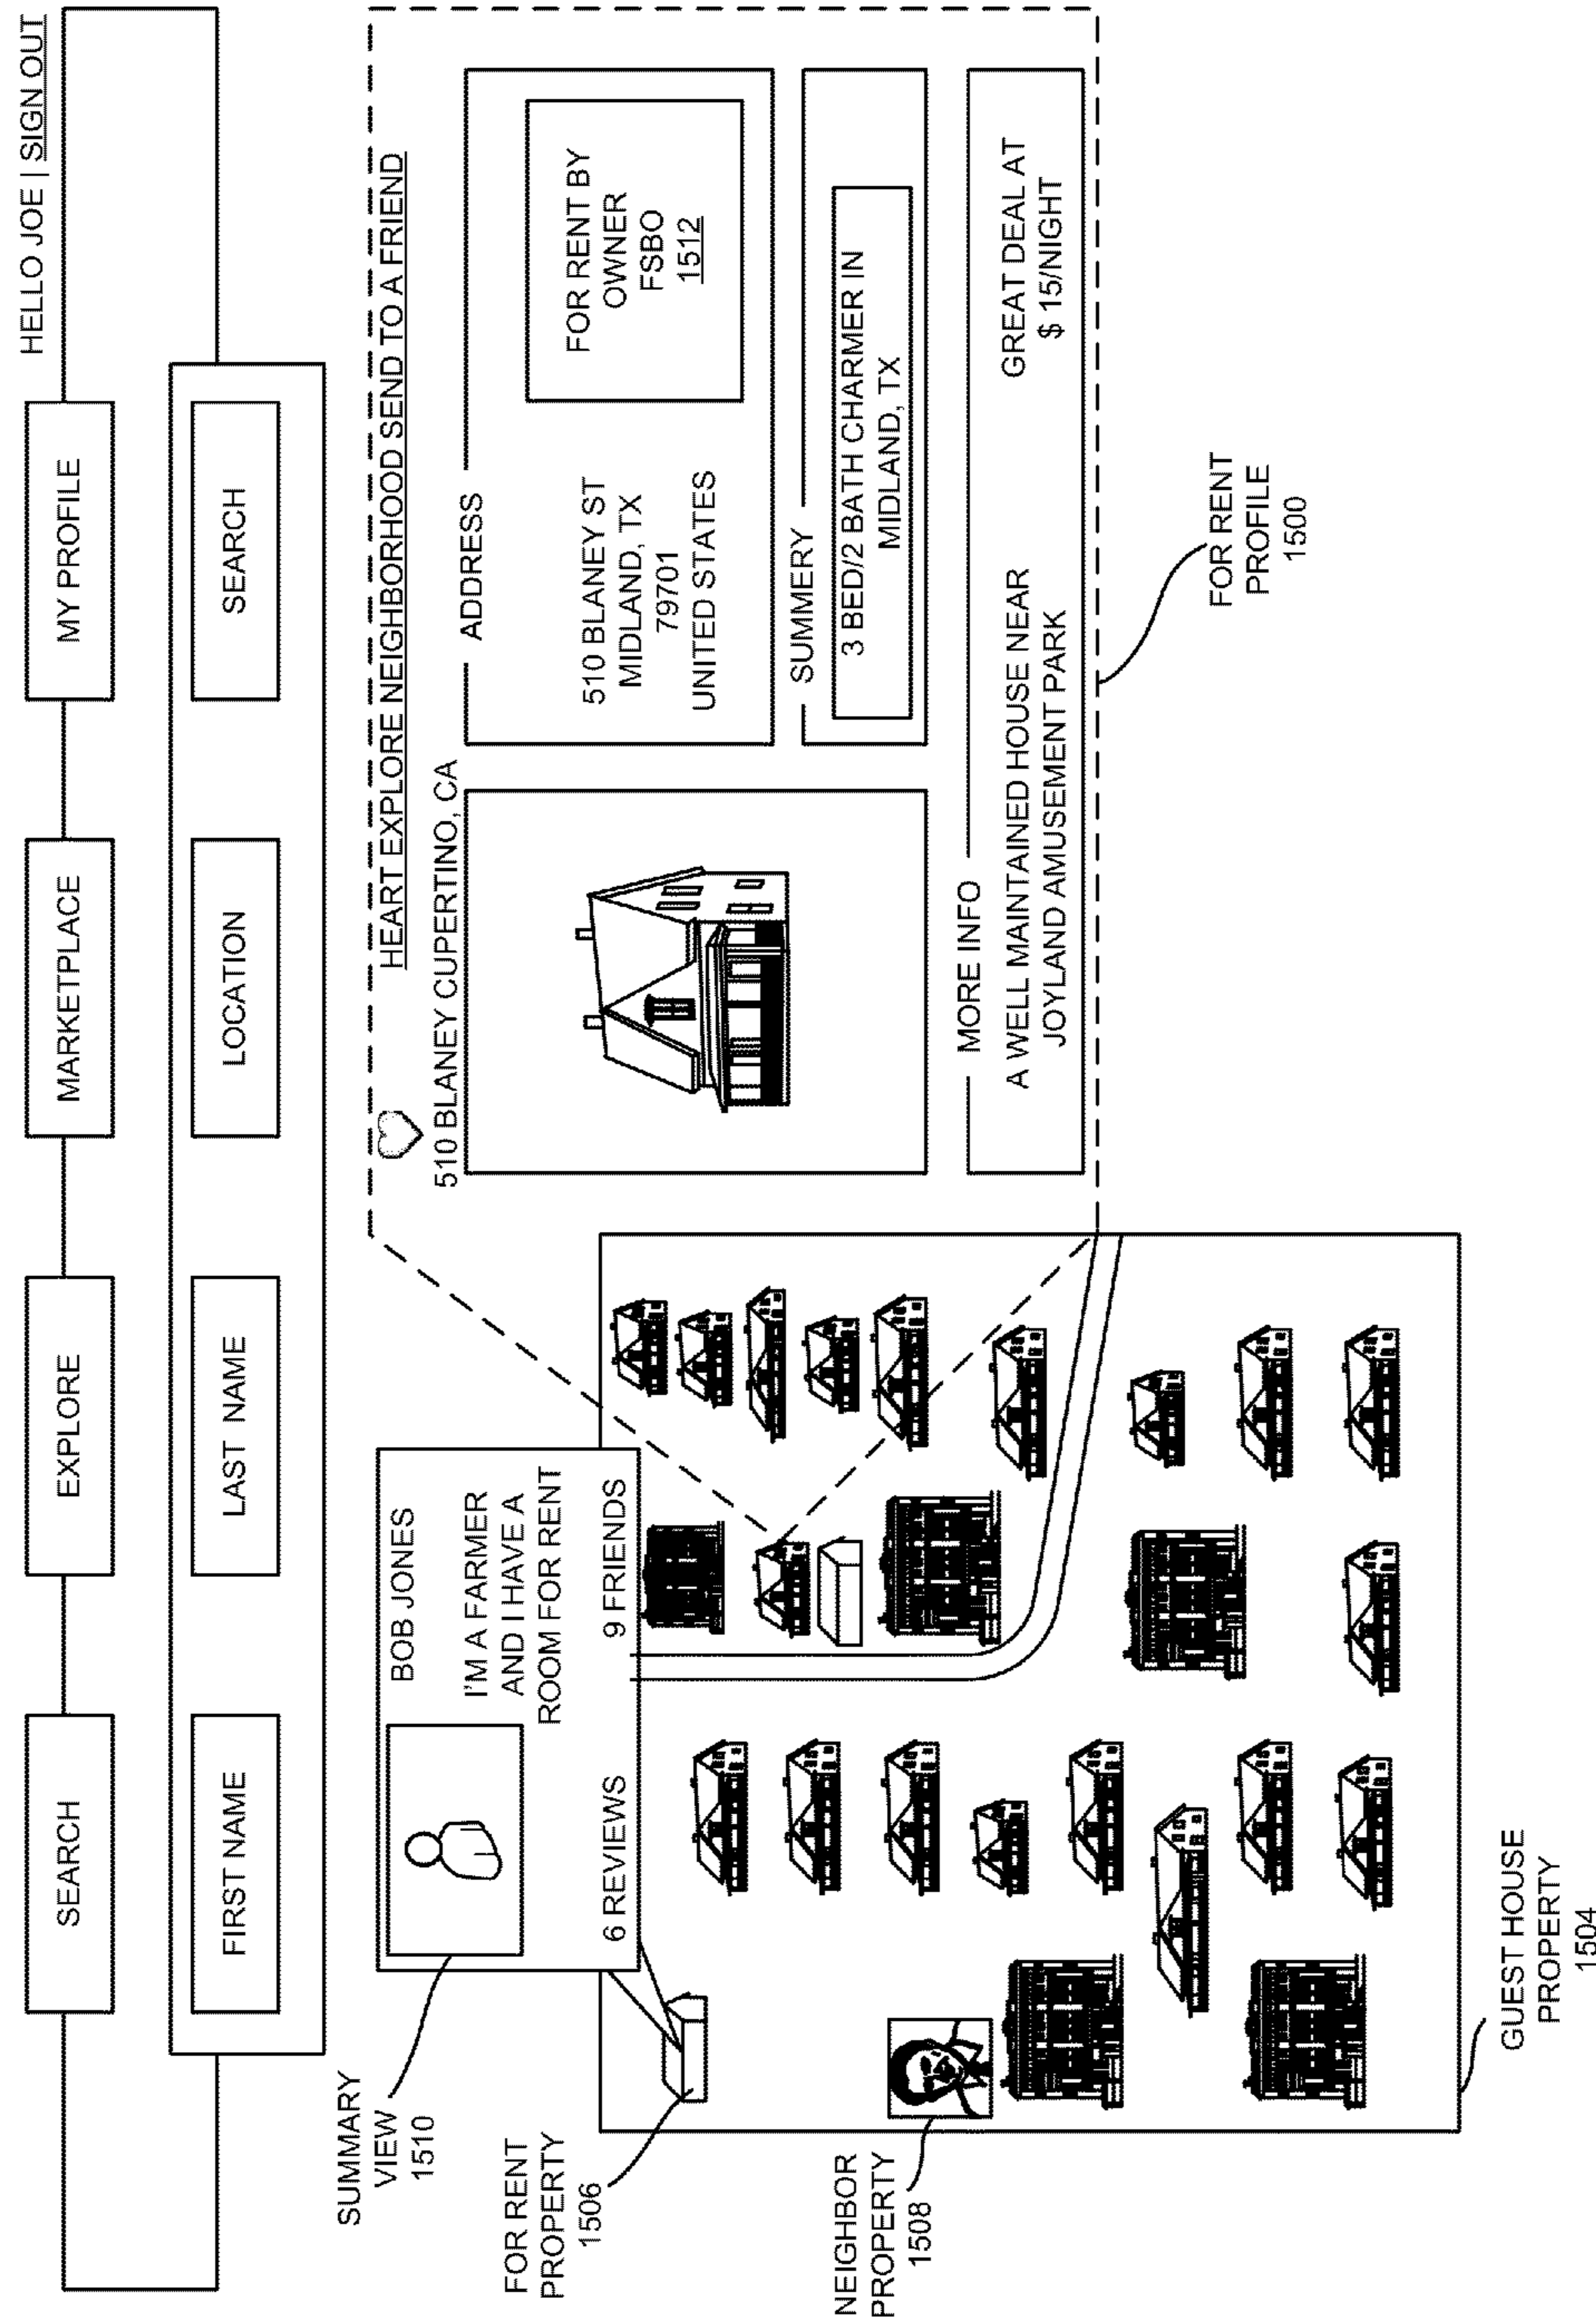 HELLO JOE | SIGN OUT
SEARCH
EXPLORE
MARKETPLACE
MY PROFILE
FIRST NAME
LAST NAME
LOCATION
SEARCH
SUMMARY
VIEW
1510
BOB JONES
I'M A FARMER
AND I HAVE A
ROOM FOR RENT
6 REVIEWS
9 FRIENDS
FOR RENT
PROPERTY
1506
NEIGHBOR
PROPERTY
1508
GUEST HOUSE
PROPERTY
1504
HEART EXPLORE NEIGHBORHOOD SEND TO A FRIEND
510 BLANEY CUPERTINO, CA
ADDRESS
510 BLANEY ST
MIDLAND, TX
79701
UNITED STATES
FOR RENT BY
OWNER
FSBO
1512
SUMMERY
3 BED/2 BATH CHARMER IN
MIDLAND, TX
MORE INFO
A WELL MAINTAINED HOUSE NEAR
JOYLAND AMUSEMENT PARK
GREAT DEAL AT
$ 15/NIGHT
FOR RENT
PROFILE
1500